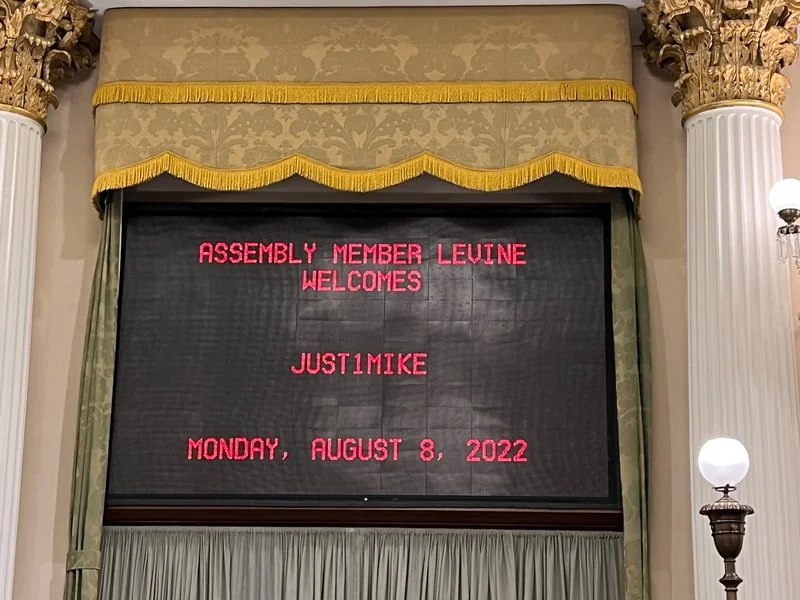 ASSEMBLY MEMBER LEVINE
WELCOMES
JUST1MIKE
MONDAY, AUGUST 8, 2022